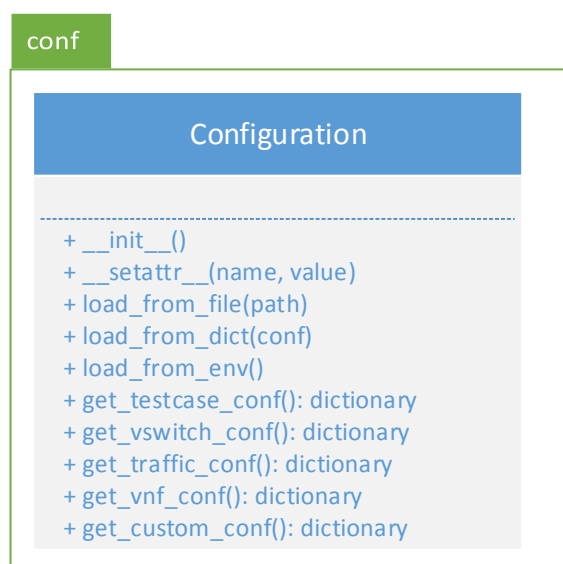 conf
Configuration
+ __init__()
+ __setattr__(name, value)
+ load_from_file(path)
+ load_from_dict(conf)
+ load_from_env()
+ get_testcase_conf(): dictionary
+ get_vswitch_conf(): dictionary
+ get_traffic_conf(): dictionary
+ get_vnf_conf(): dictionary
+ get_custom_conf(): dictionary